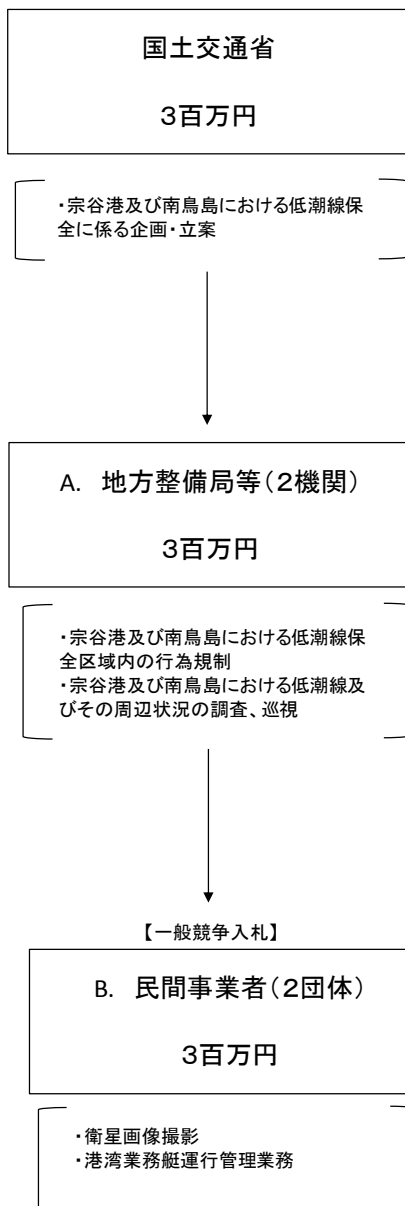 国土交通省
3百万円
・宗谷港及び南鳥島における低潮線保
全に係る企画・立案
A. 地方整備局等（2機関）
3百万円
・宗谷港及び南鳥島における低潮線保
全区域内の行為規制
・宗谷港及び南鳥島における低潮線及
びその周辺状況の調査、巡視
【一般競争入札】
B. 民間事業者（2団体）
3百万円
・衛星画像撮影
・港湾業務艇運行管理業務